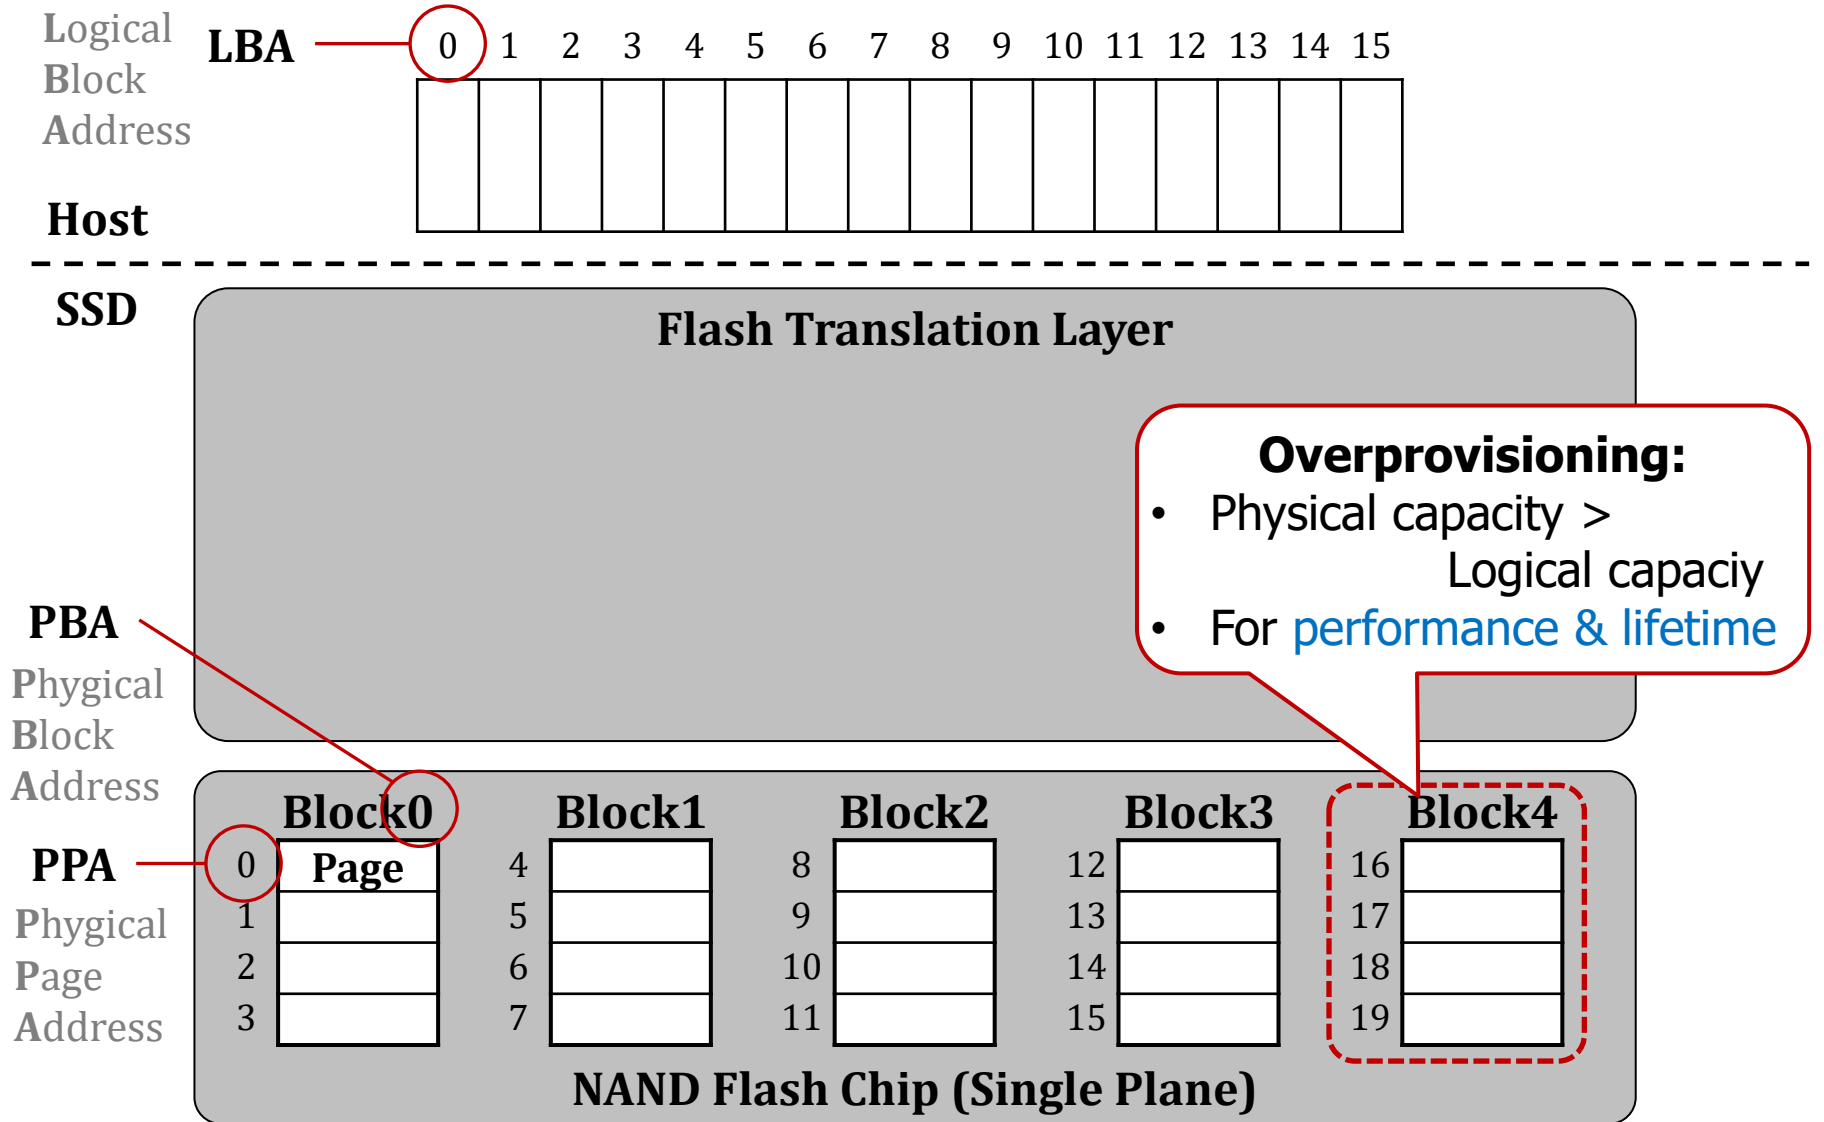 Logical
Block
Address
LBA
0 1 2 3 4 5 6 7 8 9 10 11 12 13 14 15
Host
SSD
Flash Translation Layer
Overprovisioning:
• Physical capacity >
Logical capaciy
• For performance & lifetime
PBA
Phygical
Block
Address
PPA
Phygical
Page
Address
Block0 Block1 Block2 Block3 Block4
0 Page 4 8 12 16
1 5 9 13 17
2 6 10 14 18
3 7 11 15 19
NAND Flash Chip (Single Plane)